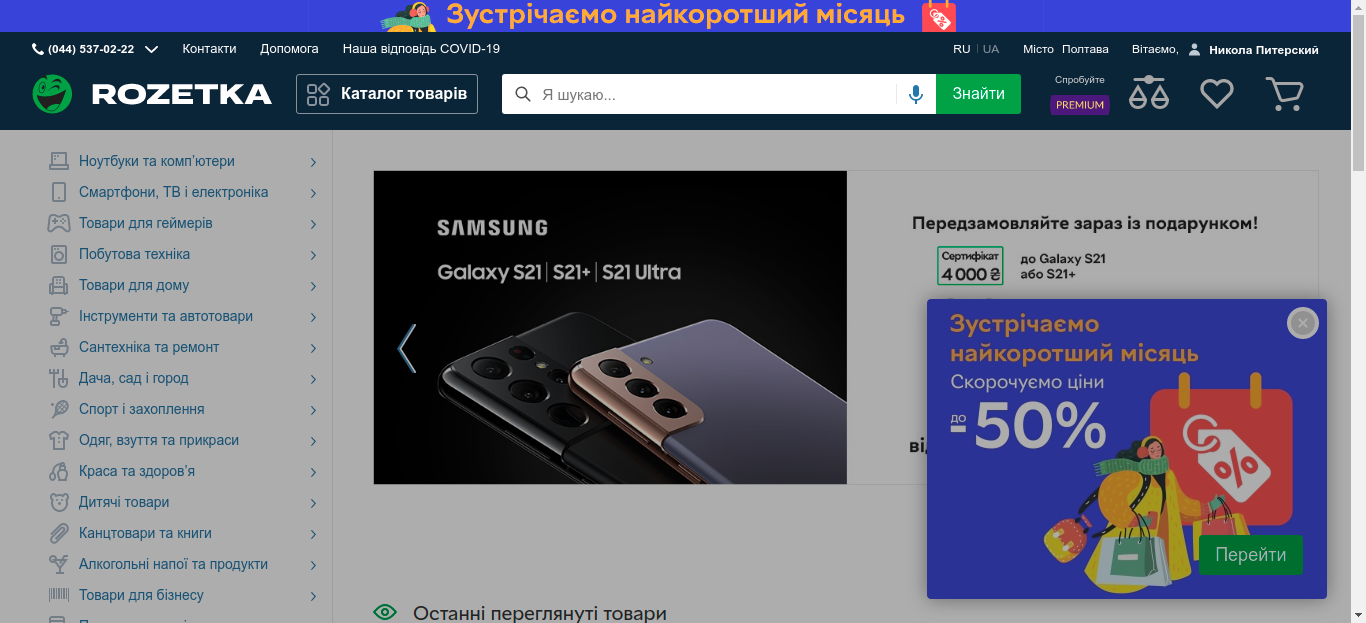 Зустрічаємо найкоротший місяць
(044) 537-02-22
Контакти
Допомога
Наша відповідь COVID-19
RU | UA
Місто Полтава
Вітаємо, Никола Питерский
ROZETKA
Каталог товарів
Я шукаю...
Знайти
Спробуйте
PREMIUM
Ноутбуки та комп'ютери
Смартфони, ТВ і електроніка
Товари для геймерів
Побутова техніка
Товари для дому
Інструменти та автотовари
Сантехніка та ремонт
Дача, сад і город
Спорт і захоплення
Одяг, взуття та прикраси
Краса та здоров'я
Дитячі товари
Канцтовари та книги
Алкогольні напої та продукти
Товари для бізнесу
SAMSUNG
Galaxy S21 | S21+ | S21 Ultra
Передзамовляйте зараз із подарунком!
Сертифікат
4 000 ₴
до Galaxy S21
або S21+
від
Зустрічаємо
найкоротший місяць
Скорочуємо ціни
до
-50%
%
Перейти
Останні переглянуті товари